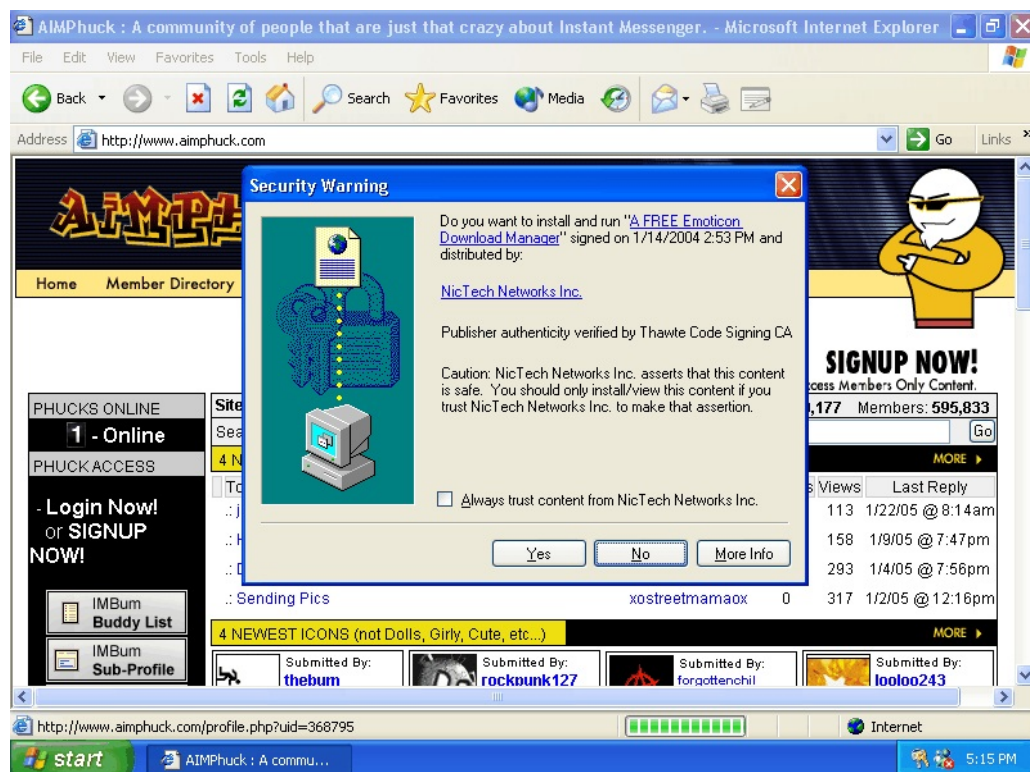 AIMPhuck : A community of people that are just that crazy about Instant Messenger. - Microsoft Internet Explorer
File Edit View Favorites Tools Help
Back Search Favorites Media
Address http://www.aimphuck.com Go Links »
Home Member Directory
SIGNUP NOW!
Members Only Content.
Security Warning
Do you want to install and run "A FREE Emoticon
Download Manager" signed on 1/14/2004 2:53 PM and
distributed by:
NicTech Networks Inc.
Publisher authenticity verified by Thawte Code Signing CA
Caution: NicTech Networks Inc. asserts that this content
is safe. You should only install/view this content if you
trust NicTech Networks Inc. to make that assertion.
Always trust content from NicTech Networks Inc.
Yes No More Info
PHUCKS ONLINE
1 - Online
PHUCK ACCESS
- Login Now!
or SIGNUP
NOW!
IMBum
Buddy List
IMBum
Sub-Profile
Site ,177 Members: 595,833
Go
MORE
Views Last Reply
113 1/22/05 @ 8:14am
158 1/9/05 @ 7:47pm
293 1/4/05 @ 7:56pm
.: Sending Pics xostreetmamaox 0 317 1/2/05 @ 12:16pm
4 NEWEST ICONS (not Dolls, Girly, Cute, etc...) MORE
Submitted By: Submitted By: Submitted By: Submitted By:
thebum rockpunk127 forgottenchil looloo243
http://www.aimphuck.com/profile.php?uid=368795 Internet
start AIMPhuck : A commu... 5:15 PM